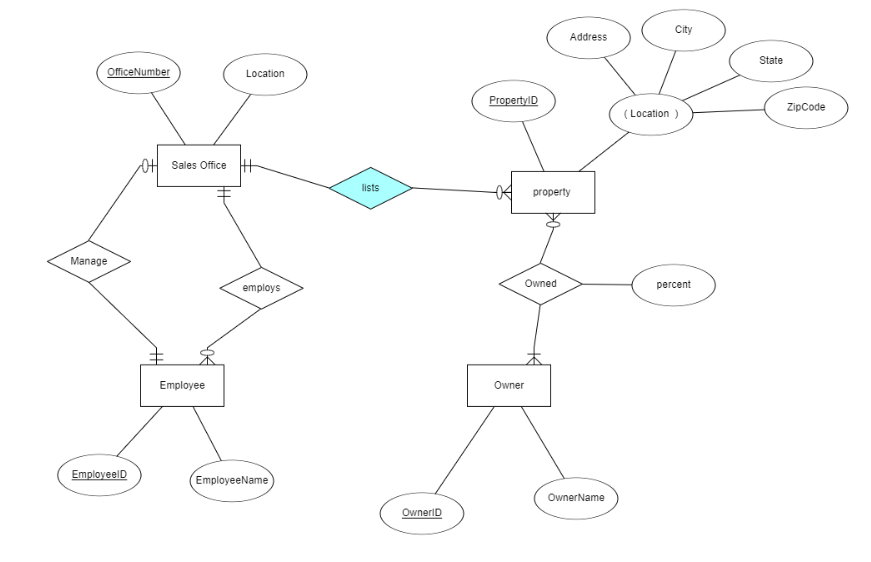 City
Address
State
OfficeNumber
Location
PropertyID
ZipCode
( Location )
Sales Office
lists
property
Manage
employs
Owned
percent
Employee
Owner
EmployeeID
EmployeeName
OwnerID
OwnerName